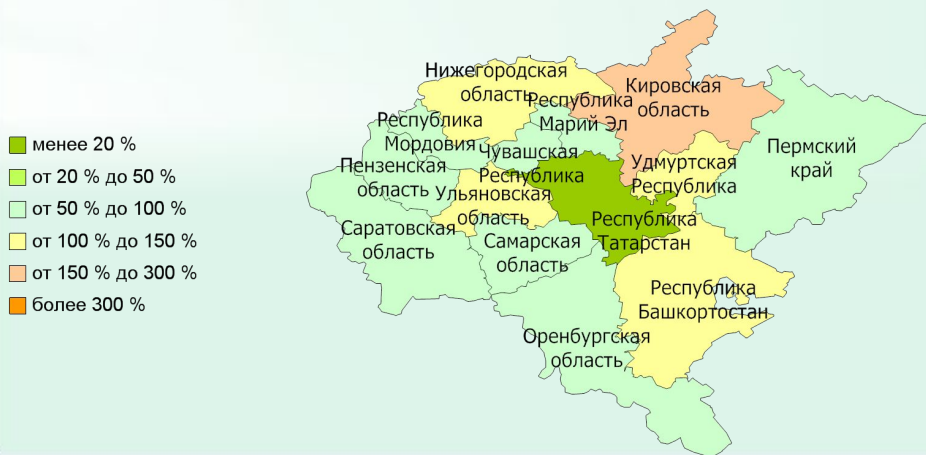 менее 20 %
от 20 % до 50 %
от 50 % до 100 %
от 100 % до 150 %
от 150 % до 300 %
более 300 %
Нижегородская
область
Республика
Марий Эл
Кировская
область
Республика
Мордовия
Чувашская
Республика
Удмуртская
Республика
Пермский
край
Пензенская
область
Ульяновская
область
Республика
Татарстан
Саратовская
область
Самарская
область
Республика
Башкортостан
Оренбургская
область